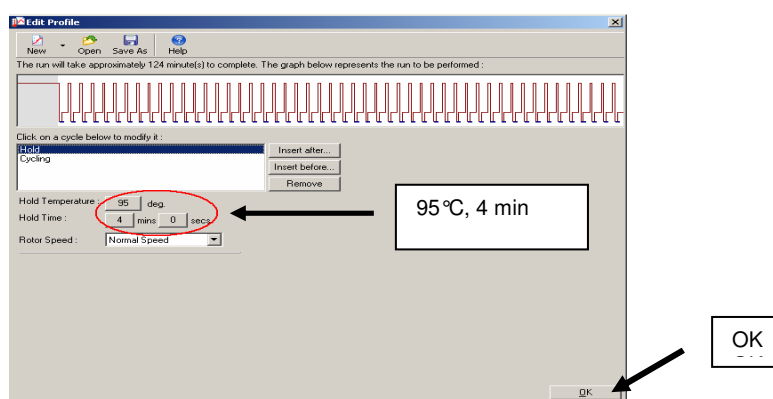 Edit Profile
New Open Save As Help
The run will take approximately 124 minute(s) to complete. The graph below represents the run to be performed :
Click on a cycle below to modify it :
Hold
Cycling
Insert after...
Insert before...
Remove
Hold Temperature : 95 deg.
Hold Time : 4 mins 0 secs
Rotor Speed : Normal Speed
95°C, 4 min
OK
OK